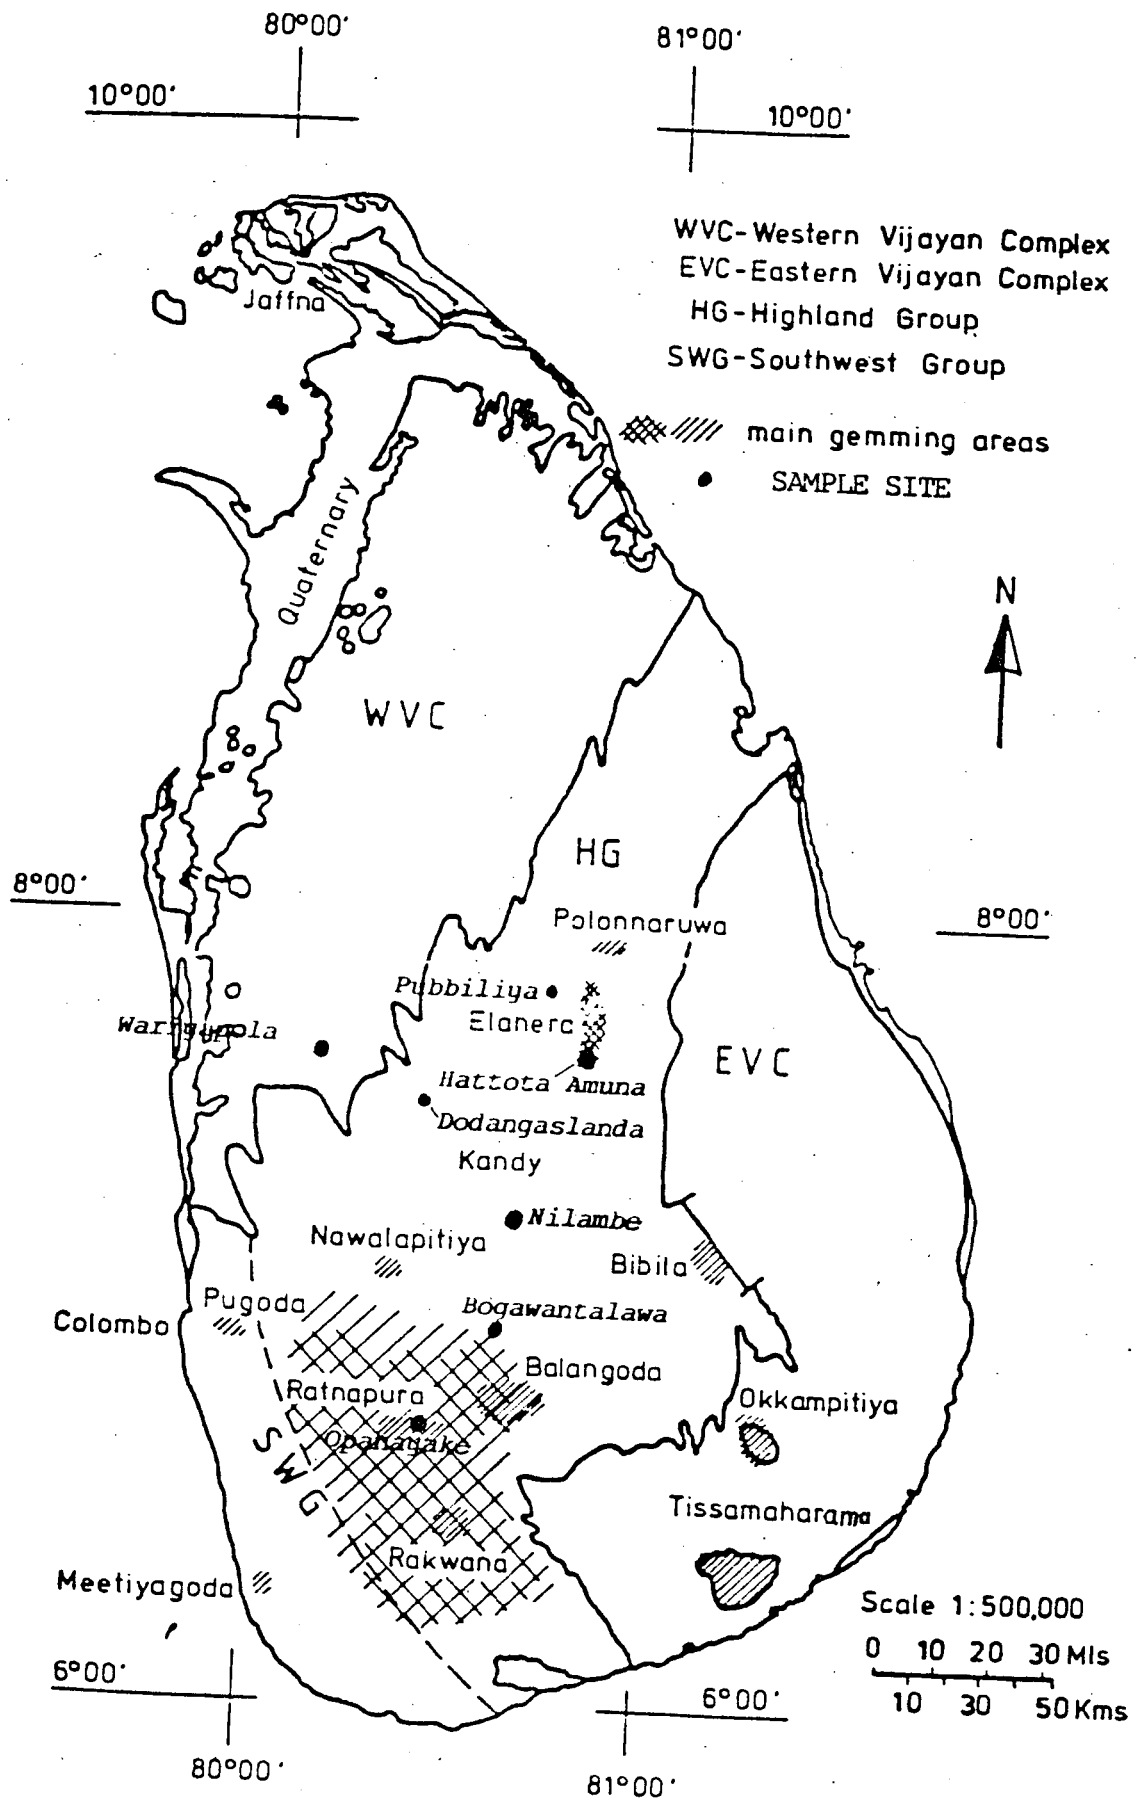 80°00'
81°00'
10°00'
10°00'
WVC-Western Vijayan Complex
EVC-Eastern Vijayan Complex
HG-Highland Group
SWG-Southwest Group
Jaffna
main gemming areas
SAMPLE SITE
Quaternary
N
WVC
HG
8°00'
8°00'
Polonnaruwa
Pubbiliya
Elanerc
EVC
Hattota Amuna
Dodangaslanda
Kandy
Nilambe
Nawalapitiya
Bibila
Pugoda
Bogawantalawa
Colombo
Balangoda
Ratnapura
Okkampitiya
Opanayake
SWG
Tissamaharama
Rakwana
Meetiyagoda
Scale 1:500,000
0 10 20 30 Mls
10 30 50 Kms
6°00'
6°00'
80°00'
81°00'